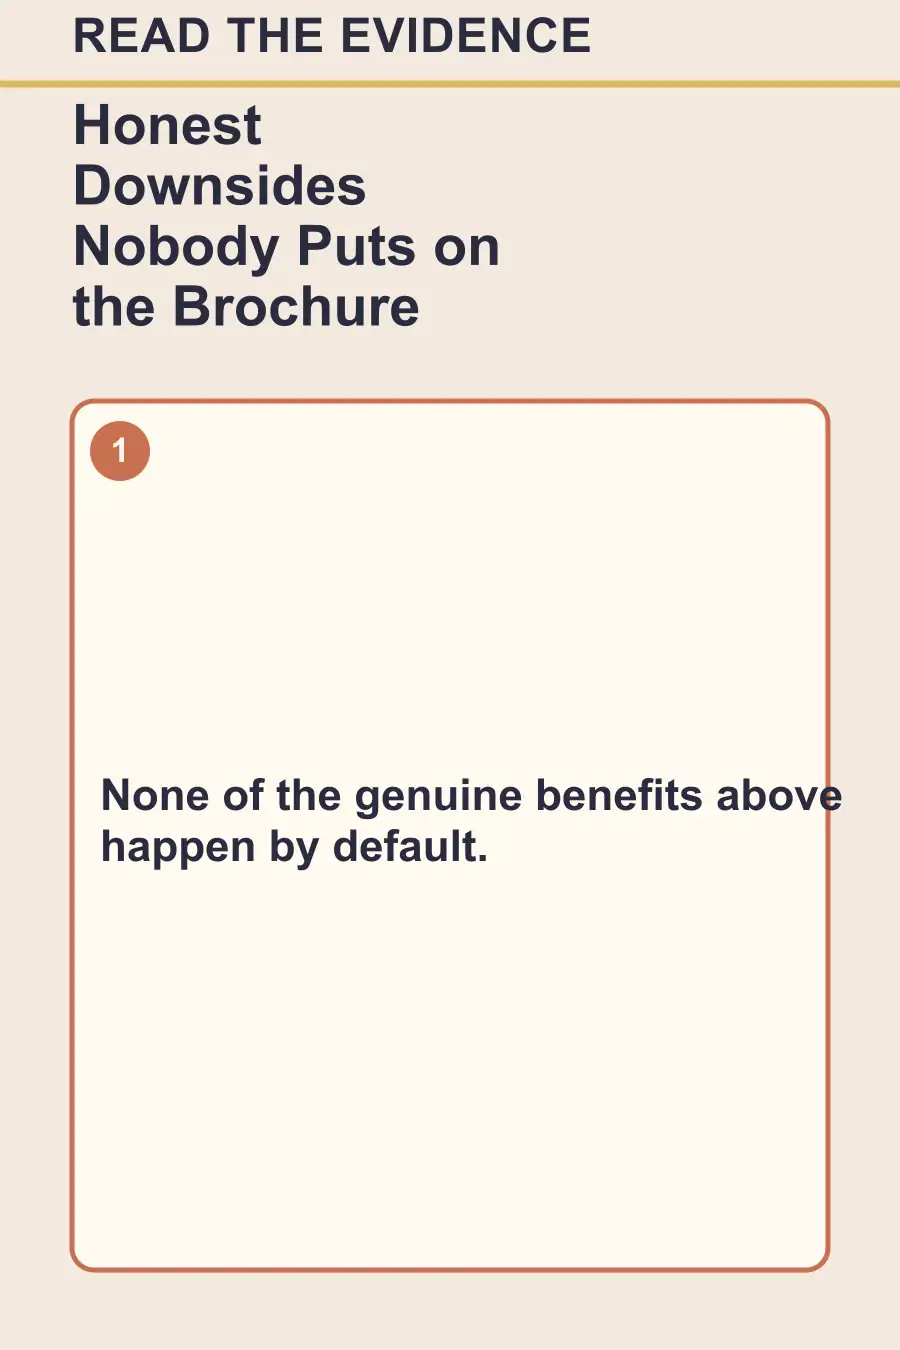 READ THE EVIDENCE
Honest
Downsides
Nobody Puts on
the Brochure
1
None of the genuine benefits above
happen by default.